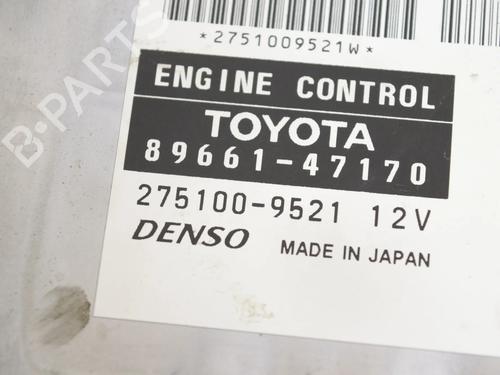 *2751009521W*
ENGINE CONTROL
TOYOTA
89661-47170
275100-9521 12V
DENSO MADE IN JAPAN
B-PARTS